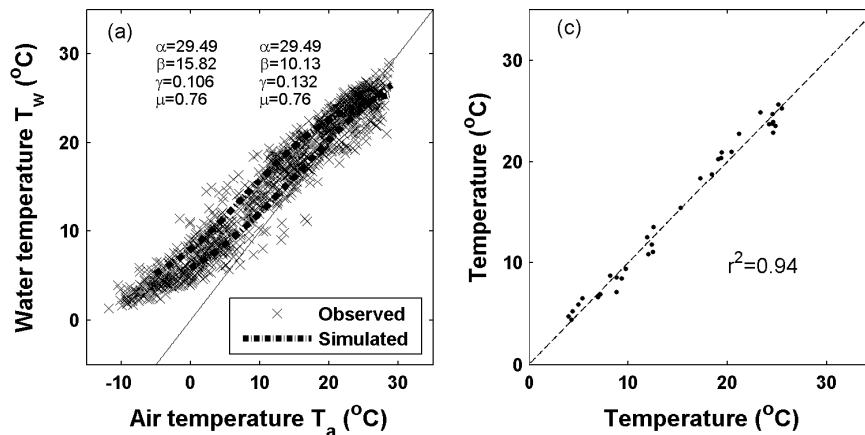 (a)
α=29.49
β=15.82
γ=0.106
μ=0.76
α=29.49
β=10.13
γ=0.132
μ=0.76
Water temperature T_w (°C)
30
20
10
0
-10
0
10
20
30
Observed
Simulated
Air temperature T_a (°C)
(c)
Temperature (°C)
30
20
10
0
r²=0.94
0
10
20
30
Temperature (°C)